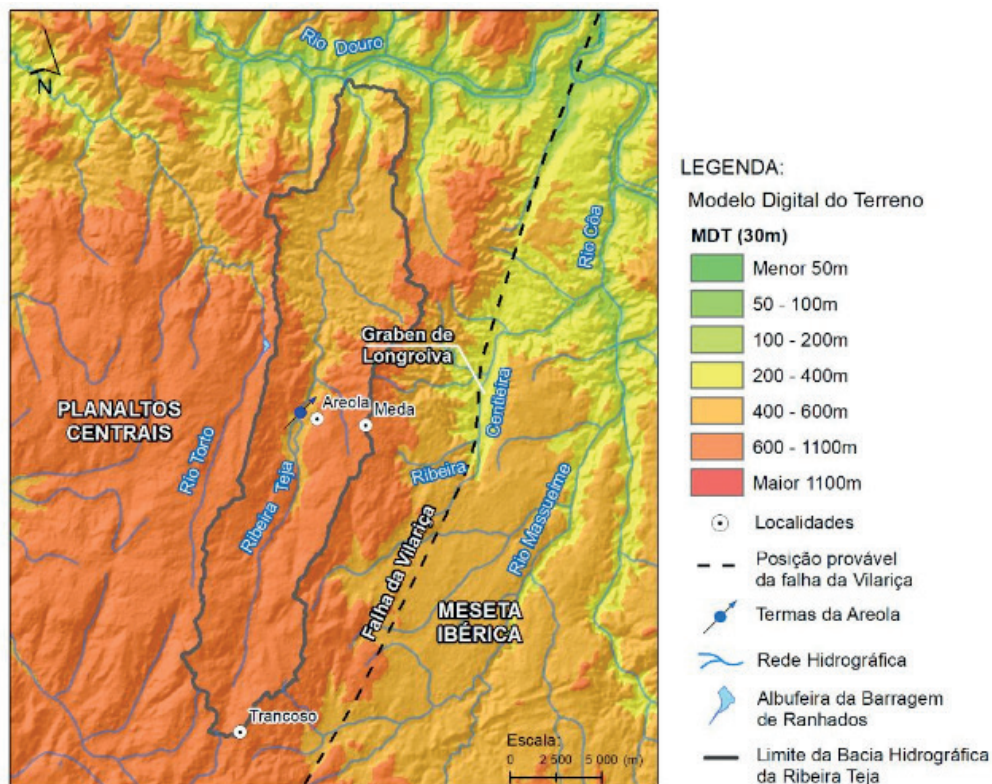 Rio Douro
N
Rio Côa
Graben de
Longroiva
Areola
Meda
PLANALTOS
CENTRAIS
Rio Torto
Ribeira Teja
Ribeira
Centieira
Rio Massueime
Falha da Vilariça
MESETA
IBÉRICA
Trancoso
Escala:
0 2 500 5 000 (m)
LEGENDA:
Modelo Digital do Terreno
MDT (30m)
Menor 50m
50 - 100m
100 - 200m
200 - 400m
400 - 600m
600 - 1100m
Maior 1100m
Localidades
Posição provável
da falha da Vilariça
Termas da Areola
Rede Hidrográfica
Albufeira da Barragem
de Ranhados
Limite da Bacia Hidrográfica
da Ribeira Teja